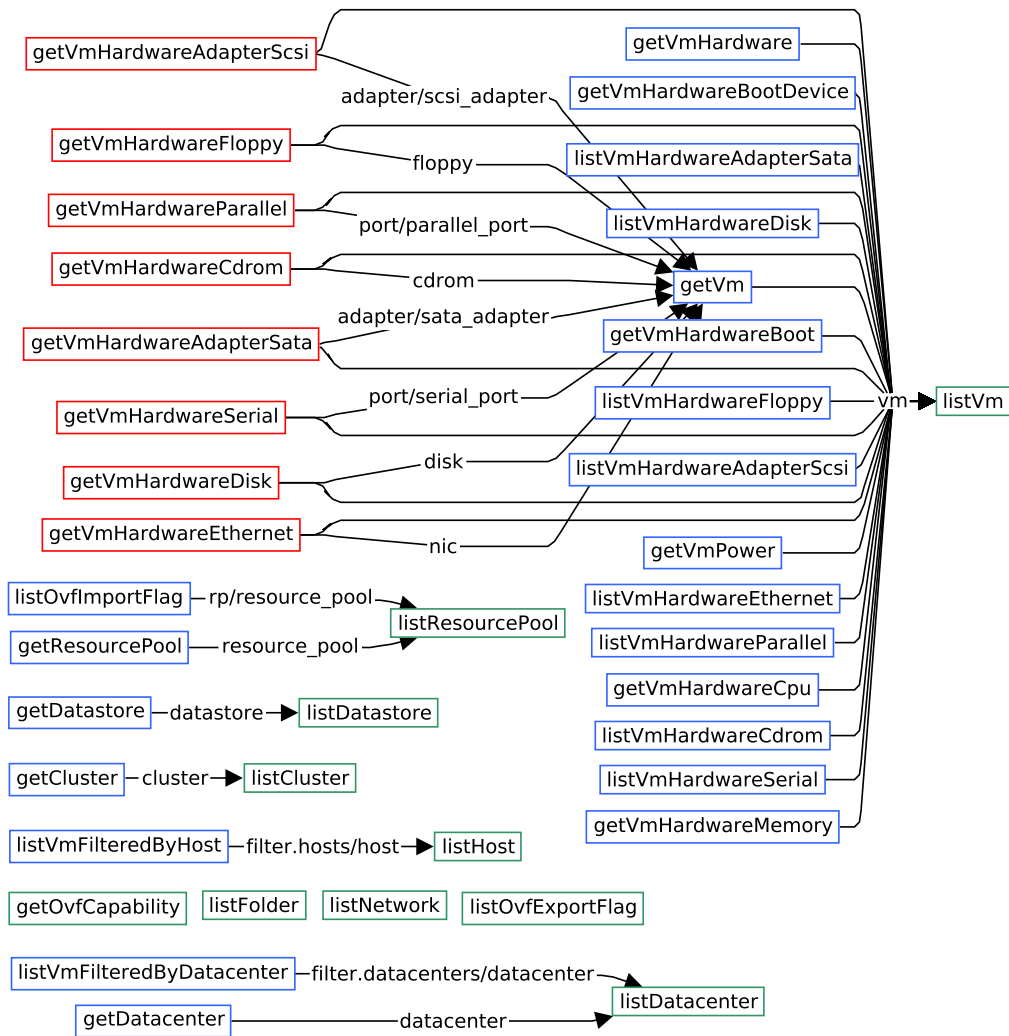 getVmHardwareAdapterScsi
getVmHardware
getVmHardwareBootDevice
adapter/scsi_adapter
getVmHardwareFloppy
floppy
listVmHardwareAdapterSata
getVmHardwareParallel
port/parallel_port
listVmHardwareDisk
getVmHardwareCdrom
cdrom
getVm
adapter/sata_adapter
getVmHardwareAdapterSata
getVmHardwareBoot
port/serial_port
getVmHardwareSerial
listVmHardwareFloppy
vm
listVm
disk
getVmHardwareDisk
listVmHardwareAdapterScsi
getVmHardwareEthernet
nic
getVmPower
listOvfImportFlag
rp/resource_pool
listResourcePool
listVmHardwareEthernet
getResourcePool
resource_pool
listVmHardwareParallel
getVmHardwareCpu
getDatastore
datastore
listDatastore
listVmHardwareCdrom
getCluster
cluster
listCluster
listVmHardwareSerial
getVmHardwareMemory
listVmFilteredByHost
filter.hosts/host
listHost
getOvfCapability
listFolder
listNetwork
listOvfExportFlag
listVmFilteredByDatacenter
filter.datacenters/datacenter
listDatacenter
getDatacenter
datacenter